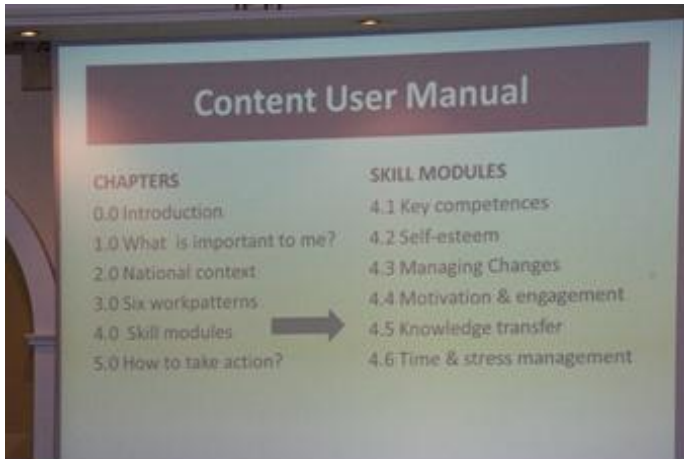 Content User Manual
CHAPTERS
0.0 Introduction
1.0 What is important to me?
2.0 National context
3.0 Six workpatterns
4.0 Skill modules
5.0 How to take action?
SKILL MODULES
4.1 Key competences
4.2 Self-esteem
4.3 Managing Changes
4.4 Motivation & engagement
4.5 Knowledge transfer
4.6 Time & stress management